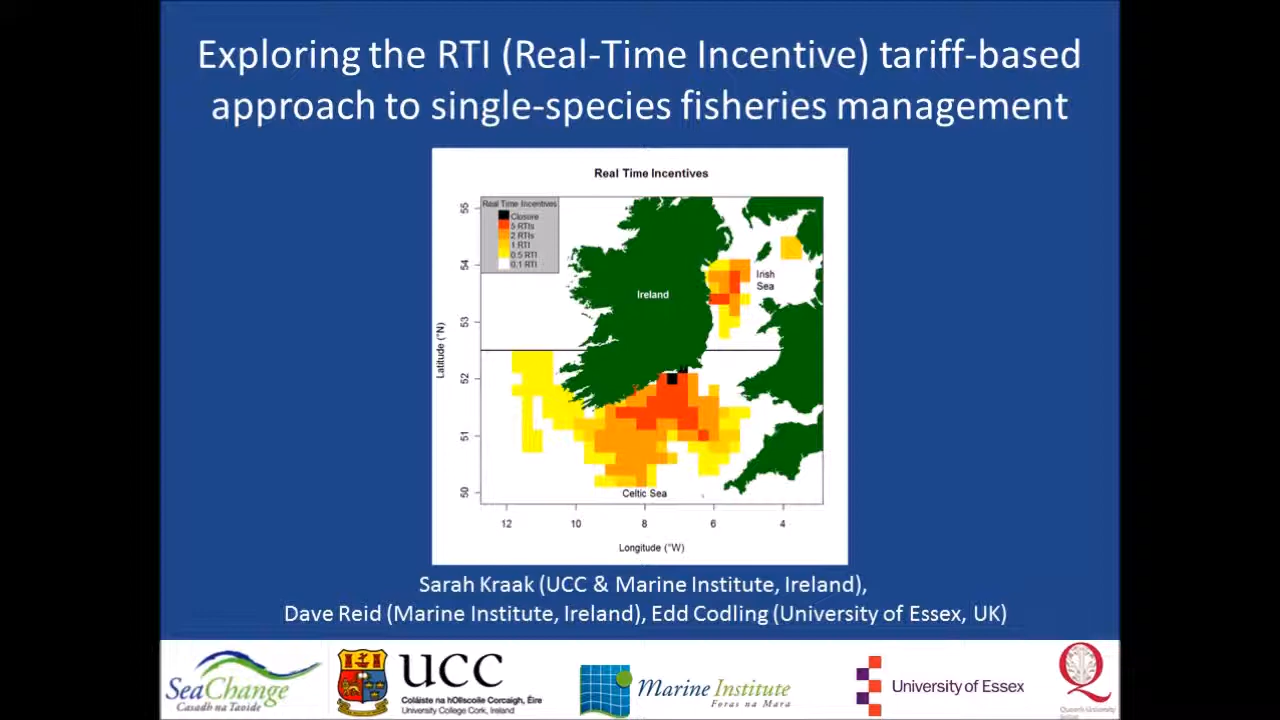 Exploring the RTI (Real-Time Incentive) tariff-based
approach to single-species fisheries management
Real Time Incentives
Real Time Incentives
Closure
5 RTIs
2 RTIs
1 RTI
0.5 RTI
0.1 RTI
55
54
53
52
51
50
Latitude (°N)
Ireland
Irish
Sea
Celtic Sea
12 10 8 6 4
Longitude (°W)
Sarah Kraak (UCC & Marine Institute, Ireland),
Dave Reid (Marine Institute, Ireland), Edd Codling (University of Essex, UK)
SeaChange
Casadh na Taoide
UCC
Coláiste na hOllscoile Corcaigh, Éire
University College Cork, Ireland
Marine Institute
Foras na Mara
University of Essex
Queen's University